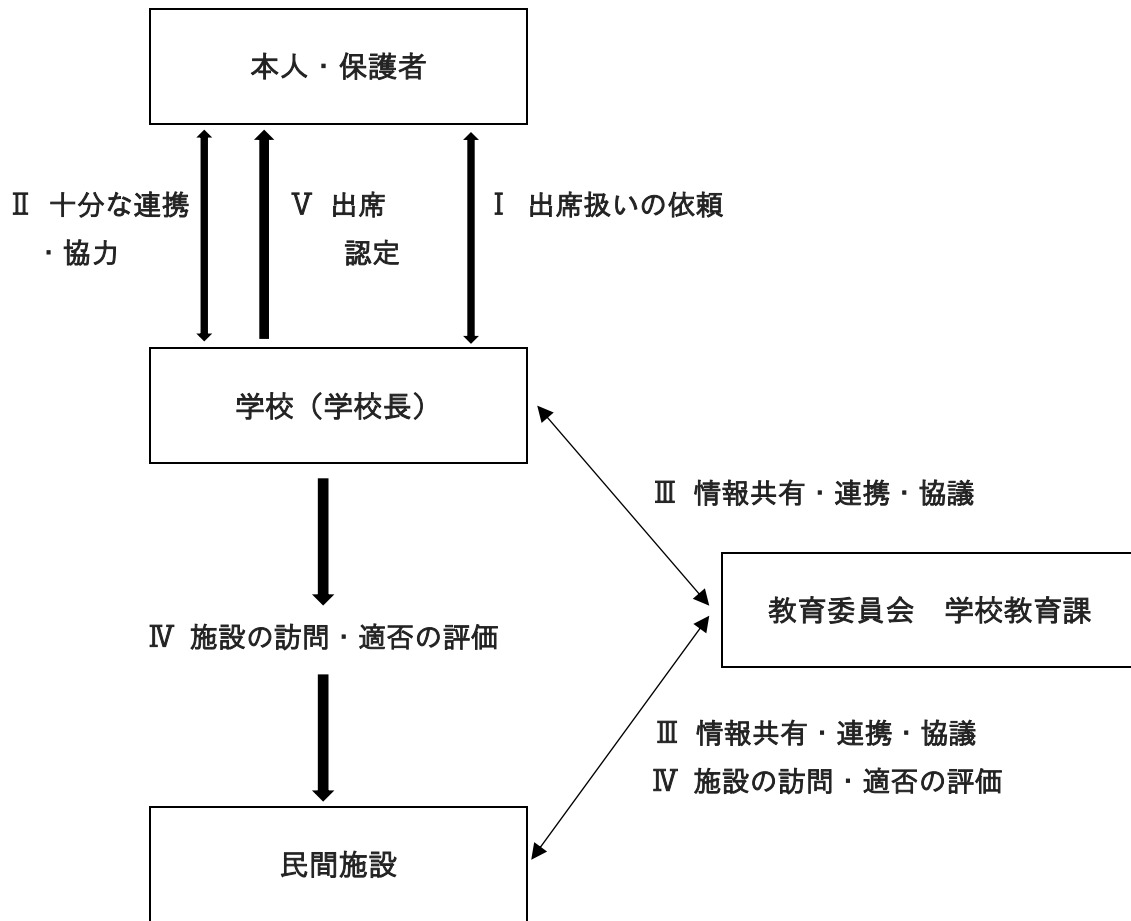 本人・保護者
Ⅱ 十分な連携
・協力
Ⅴ 出席
認定
Ⅰ 出席扱いの依頼
学校（学校長）
Ⅲ 情報共有・連携・協議
教育委員会　学校教育課
Ⅳ 施設の訪問・適否の評価
Ⅲ 情報共有・連携・協議
Ⅳ 施設の訪問・適否の評価
民間施設